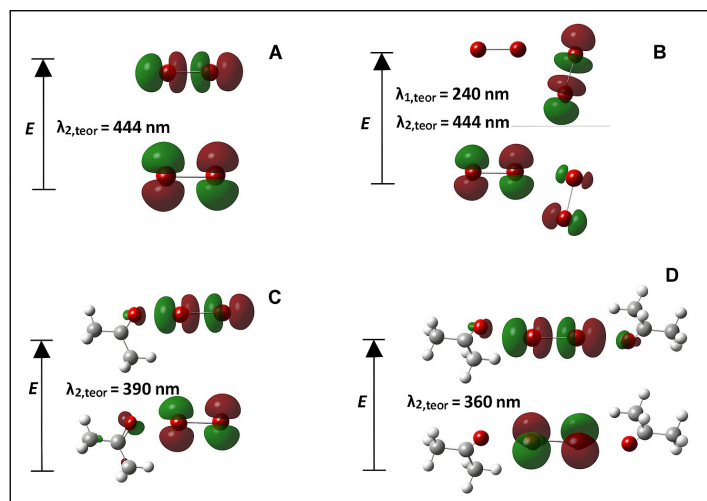 A
E
λ2,teor = 444 nm
B
E
λ1,teor = 240 nm
λ2,teor = 444 nm
C
E
λ2,teor = 390 nm
D
E
λ2,teor = 360 nm